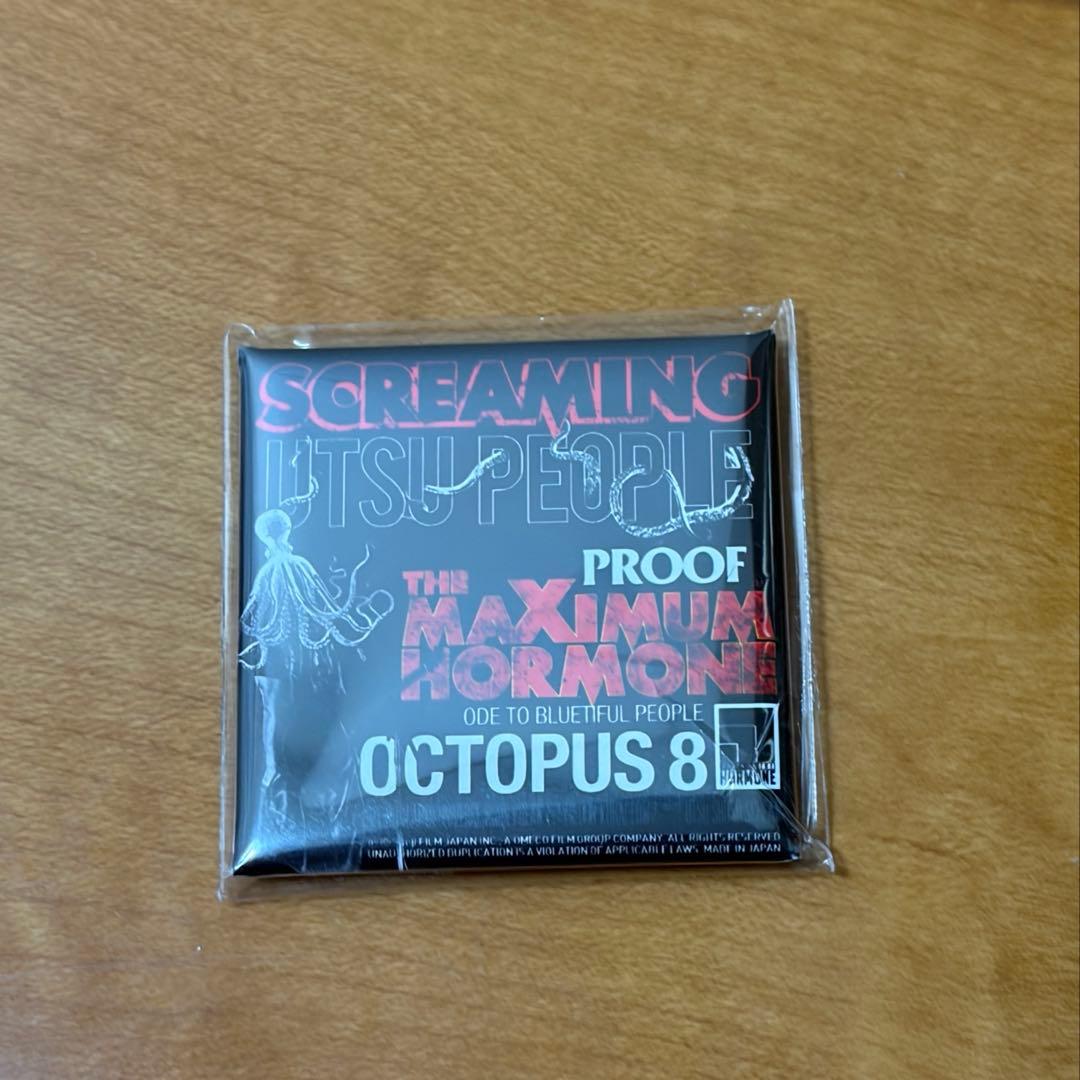 SCREAMING
UTSU PEOPLE
PROOF
THE
MAXIMUM
HORMONE
ODE TO BLUETIFUL PEOPLE
OCTOPUS 8
HARMONE
FILM JAPAN INC., A OMECO FILM GROUP COMPANY. ALL RIGHTS RESERVED
UNAUTHORIZED DUPLICATION IS A VIOLATION OF APPLICABLE LAWS. MADE IN JAPAN